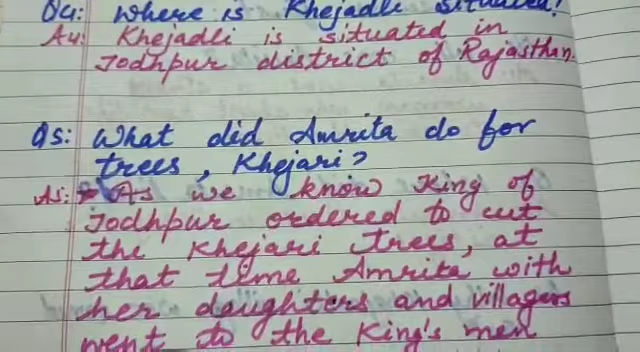 Q4: Where is Khejadli situated?
A4: Khejadli is situated in
Jodhpur district of Rajasthan.
Q5: What did Amrita do for
trees, Khejari?
A5: As we know King of
Jodhpur ordered to cut
the Khejari trees, at
that time Amrita with
her daughters and villagers
went to the King's men